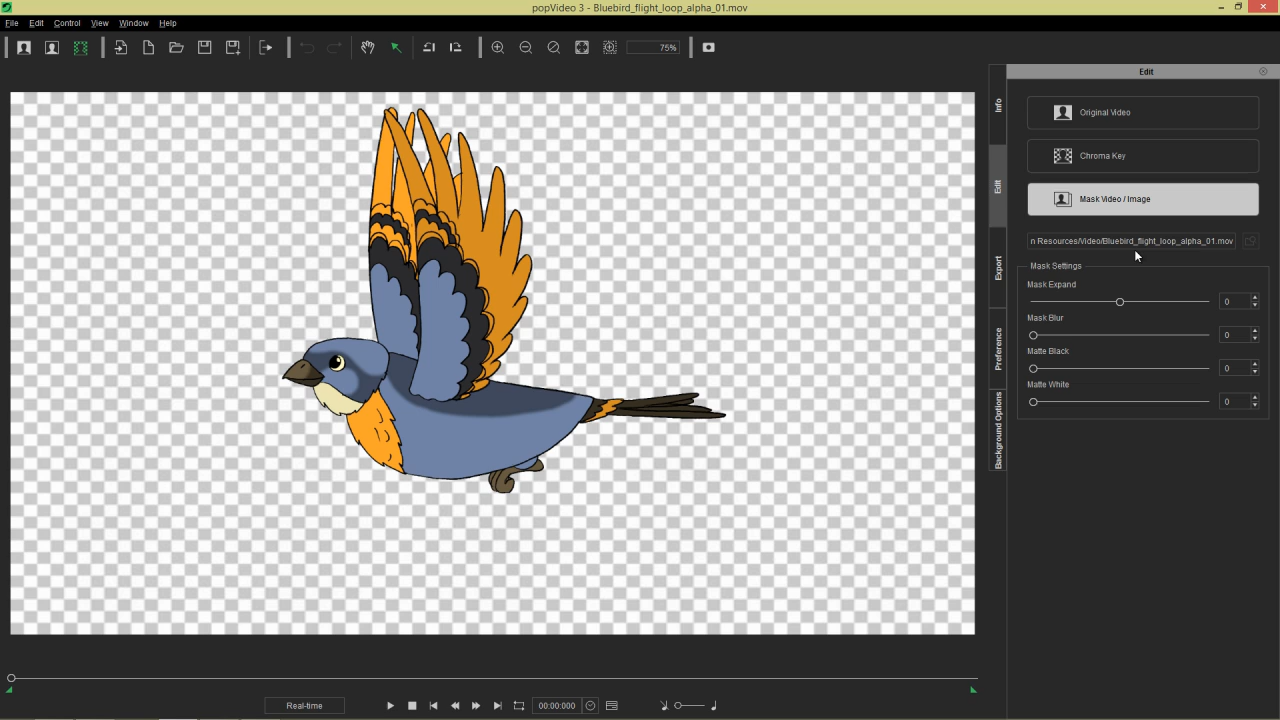 popVideo 3 - Bluebird_flight_loop_alpha_01.mov
File Edit Control View Window Help
75%
Edit
Info
Edit
Export
Preference
Background Options
Original Video
Chroma Key
Mask Video / Image
n Resources/Video/Bluebird_flight_loop_alpha_01.mov
Mask Settings
Mask Expand
0
Mask Blur
0
Matte Black
0
Matte White
0
Real-time
00:00:000